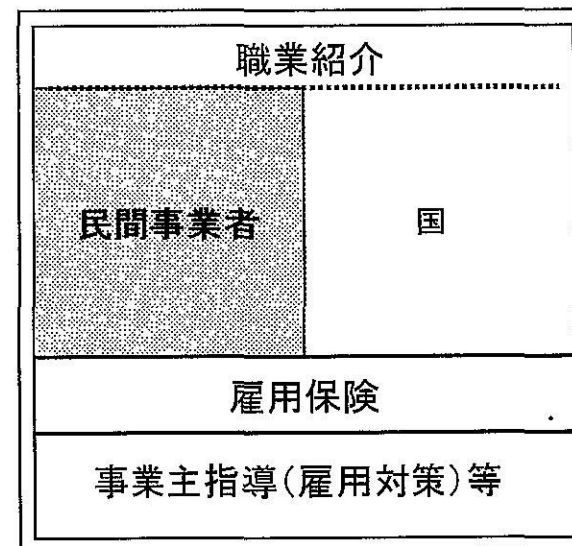 職業紹介
民間事業者
国
雇用保険
事業主指導(雇用対策)等